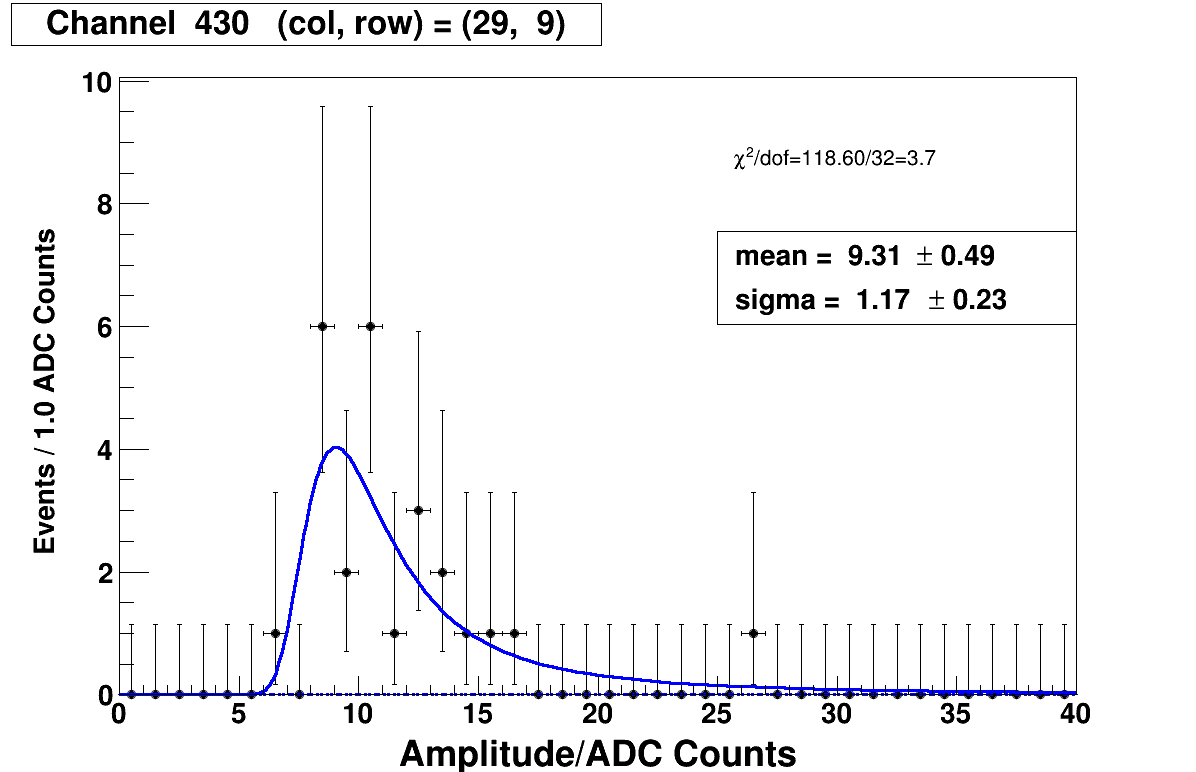 Channel 430 (col, row) = (29, 9)
10
8
6
4
2
0
Events / 1.0 ADC Counts
χ²/dof=118.60/32=3.7
mean = 9.31 ± 0.49
sigma = 1.17 ± 0.23
0 5 10 15 20 25 30 35 40
Amplitude/ADC Counts